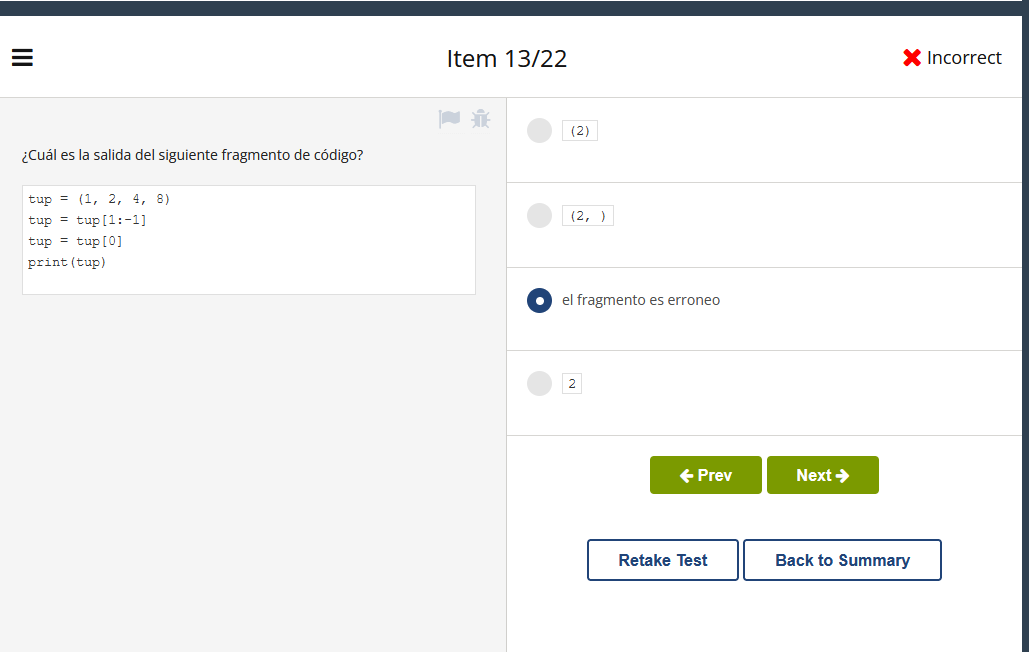 Item 13/22
Incorrect
¿Cuál es la salida del siguiente fragmento de código?
tup = (1, 2, 4, 8)
tup = tup[1:-1]
tup = tup[0]
print(tup)
(2)
(2, )
el fragmento es erroneo
2
Prev
Next
Retake Test
Back to Summary